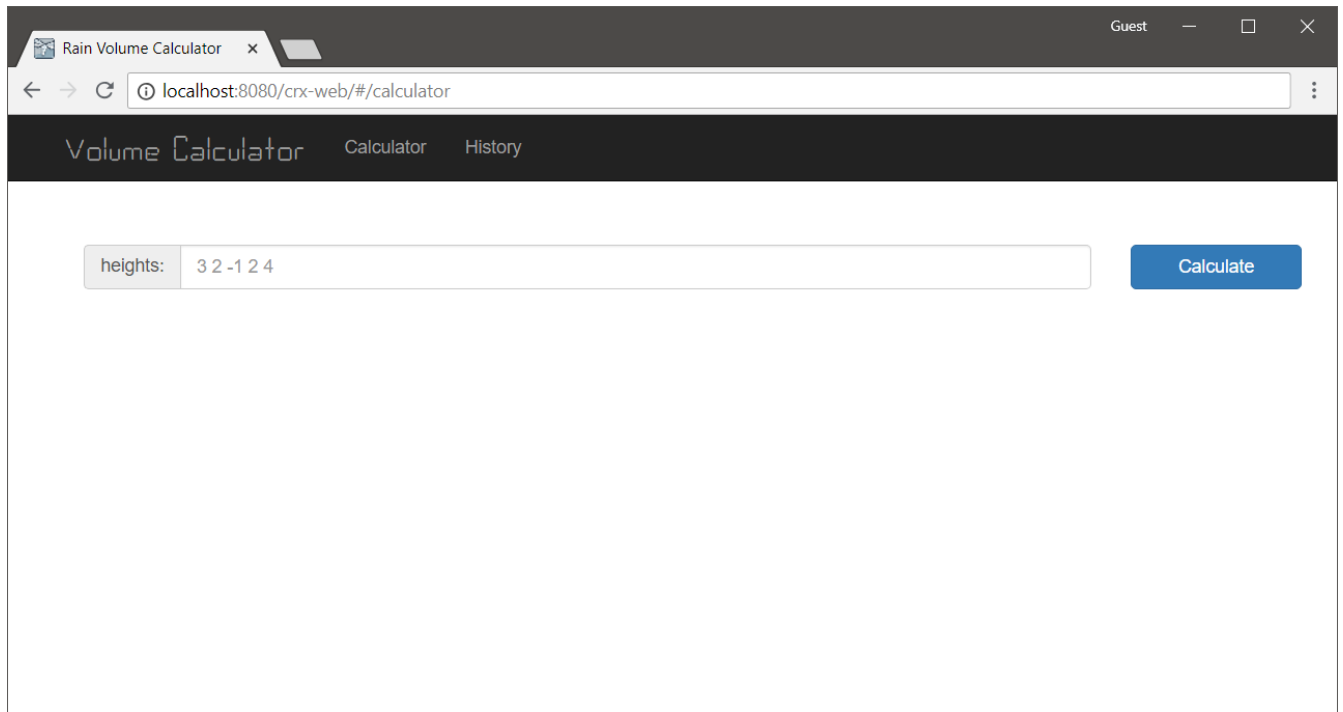 Guest
Rain Volume Calculator
localhost:8080/crx-web/#/calculator
Volume Calculator Calculator History
heights: 3 2 -1 2 4 Calculate